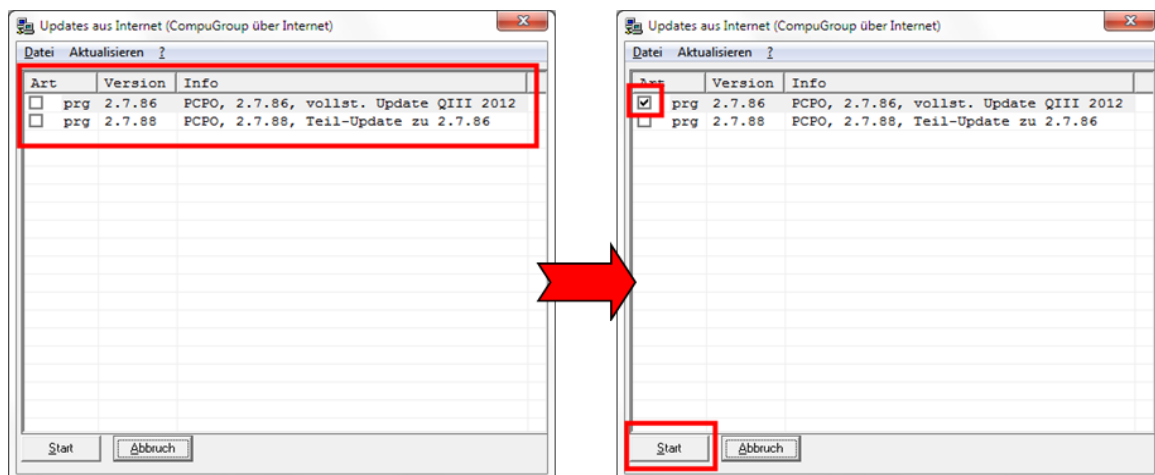 Updates aus Internet (CompuGroup über Internet)
Datei Aktualisieren ?
Art Version Info
prg 2.7.86 PCPO, 2.7.86, vollst. Update QIII 2012
prg 2.7.88 PCPO, 2.7.88, Teil-Update zu 2.7.86
Start Abbruch
Updates aus Internet (CompuGroup über Internet)
Datei Aktualisieren ?
Art Version Info
prg 2.7.86 PCPO, 2.7.86, vollst. Update QIII 2012
prg 2.7.88 PCPO, 2.7.88, Teil-Update zu 2.7.86
Start Abbruch